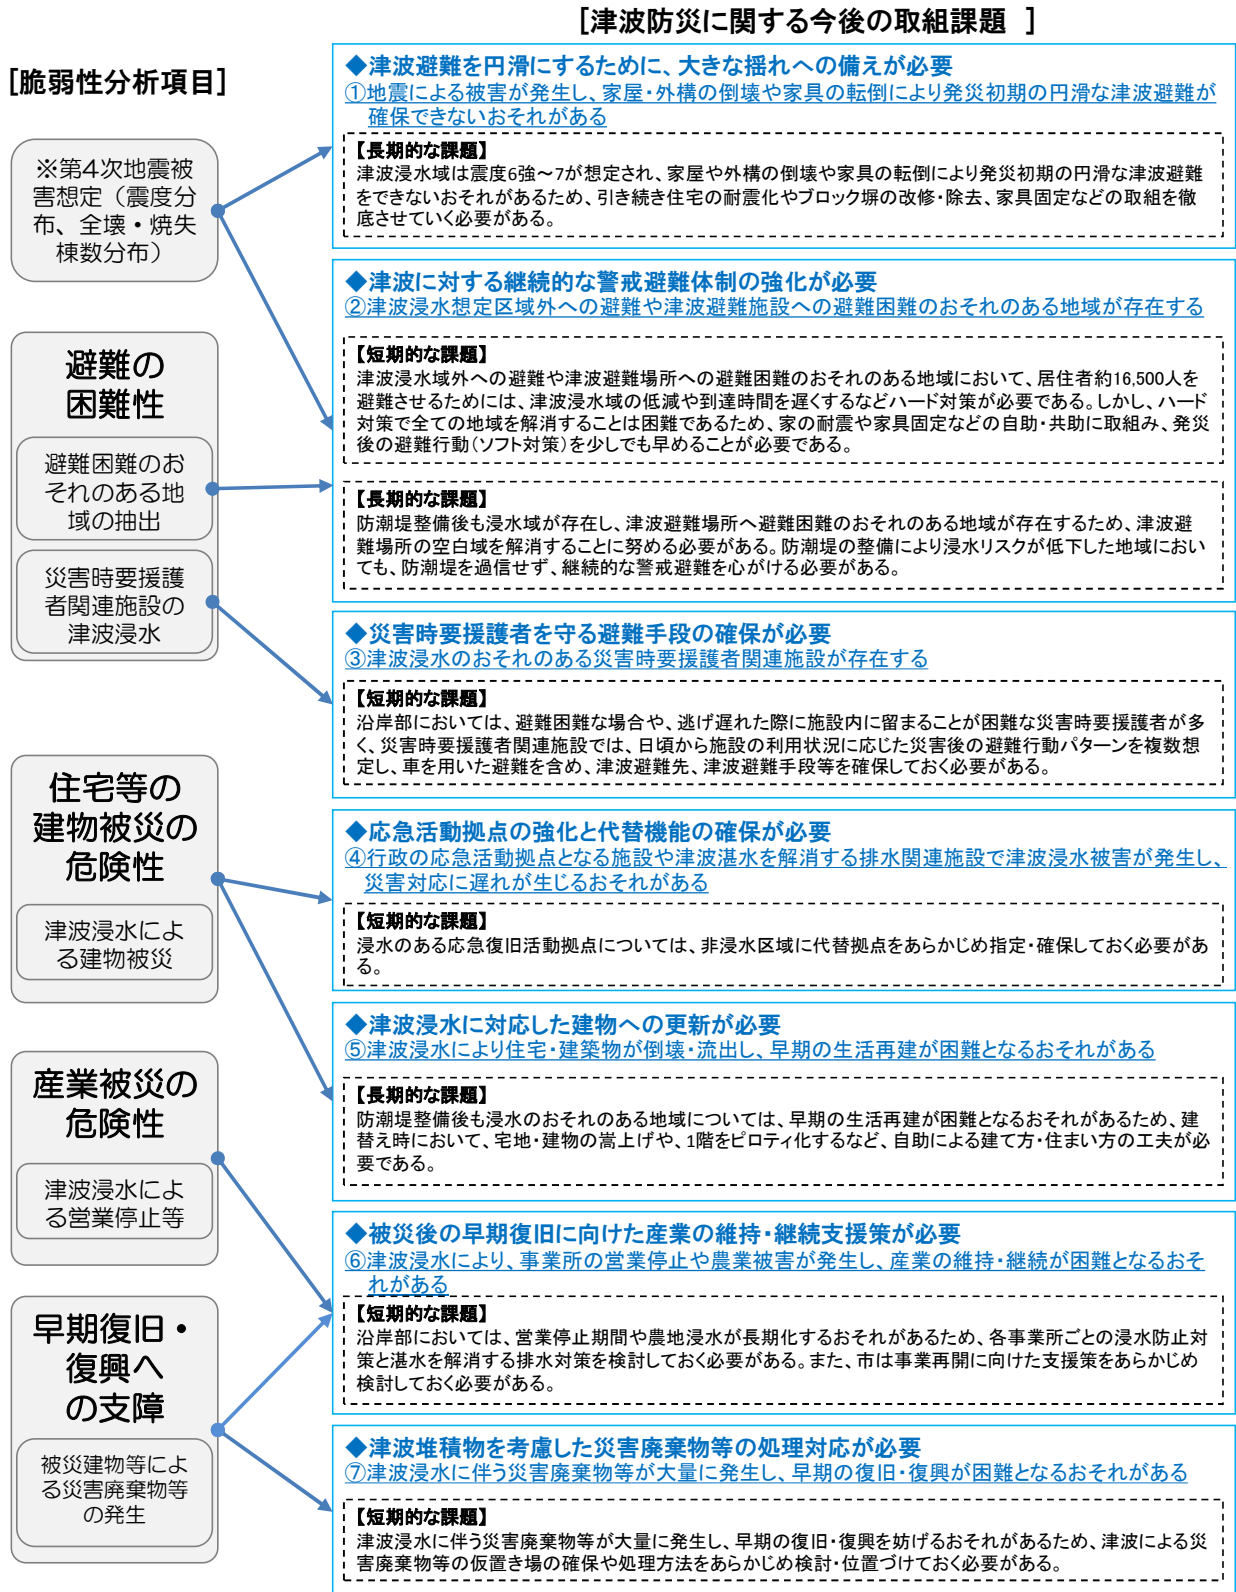 [津波防災に関する今後の取組課題 ]
[脆弱性分析項目]
※第4次地震被
害想定（震度分
布、全壊・焼失
棟数分布）
避難の
困難性
避難困難のお
それのある地
域の抽出
災害時要援護
者関連施設の
津波浸水
住宅等の
建物被災の
危険性
津波浸水によ
る建物被災
産業被災の
危険性
津波浸水によ
る営業停止等
早期復旧・
復興へ
の支障
被災建物等によ
る災害廃棄物等
の発生
◆津波避難を円滑にするために、大きな揺れへの備えが必要
①地震による被害が発生し、家屋・外構の倒壊や家具の転倒により発災初期の円滑な津波避難が
確保できないおそれがある
【長期的な課題】
津波浸水域は震度6強～7が想定され、家屋や外構の倒壊や家具の転倒により発災初期の円滑な津波避難
をできないおそれがあるため、引き続き住宅の耐震化やブロック塀の改修・除去、家具固定などの取組を徹
底させていく必要がある。
◆津波に対する継続的な警戒避難体制の強化が必要
②津波浸水想定区域外への避難や津波避難施設への避難困難のおそれのある地域が存在する
【短期的な課題】
津波浸水域外への避難や津波避難場所への避難困難のおそれのある地域において、居住者約16,500人を
避難させるためには、津波浸水域の低減や到達時間を遅くするなどハード対策が必要である。しかし、ハード
対策で全ての地域を解消することは困難であるため、家の耐震や家具固定などの自助・共助に取組み、発災
後の避難行動（ソフト対策）を少しでも早めることが必要である。
【長期的な課題】
防潮堤整備後も浸水域が存在し、津波避難場所へ避難困難のおそれのある地域が存在するため、津波避
難場所の空白域を解消することに努める必要がある。防潮堤の整備により浸水リスクが低下した地域におい
ても、防潮堤を過信せず、継続的な警戒避難を心がける必要がある。
◆災害時要援護者を守る避難手段の確保が必要
③津波浸水のおそれのある災害時要援護者関連施設が存在する
【短期的な課題】
沿岸部においては、避難困難な場合や、逃げ遅れた際に施設内に留まることが困難な災害時要援護者が多
く、災害時要援護者関連施設では、日頃から施設の利用状況に応じた災害後の避難行動パターンを複数想
定し、車を用いた避難を含め、津波避難先、津波避難手段等を確保しておく必要がある。
◆応急活動拠点の強化と代替機能の確保が必要
④行政の応急活動拠点となる施設や津波湛水を解消する排水関連施設で津波浸水被害が発生し、
災害対応に遅れが生じるおそれがある
【短期的な課題】
浸水のある応急復旧活動拠点については、非浸水区域に代替拠点をあらかじめ指定・確保しておく必要があ
る。
◆津波浸水に対応した建物への更新が必要
⑤津波浸水により住宅・建築物が倒壊・流出し、早期の生活再建が困難となるおそれがある
【長期的な課題】
防潮堤整備後も浸水のおそれのある地域については、早期の生活再建が困難となるおそれがあるため、建
替え時において、宅地・建物の嵩上げや、1階をピロティ化するなど、自助による建て方・住まい方の工夫が必
要である。
◆被災後の早期復旧に向けた産業の維持・継続支援策が必要
⑥津波浸水により、事業所の営業停止や農業被害が発生し、産業の維持・継続が困難となるおそ
れがある
【短期的な課題】
沿岸部においては、営業停止期間や農地浸水が長期化するおそれがあるため、各事業所ごとの浸水防止対
策と湛水を解消する排水対策を検討しておく必要がある。また、市は事業再開に向けた支援策をあらかじめ
検討しておく必要がある。
◆津波堆積物を考慮した災害廃棄物等の処理対応が必要
⑦津波浸水に伴う災害廃棄物等が大量に発生し、早期の復旧・復興が困難となるおそれがある
【短期的な課題】
津波浸水に伴う災害廃棄物等が大量に発生し、早期の復旧・復興を妨げるおそれがあるため、津波による災
害廃棄物等の仮置き場の確保や処理方法をあらかじめ検討・位置づけておく必要がある。